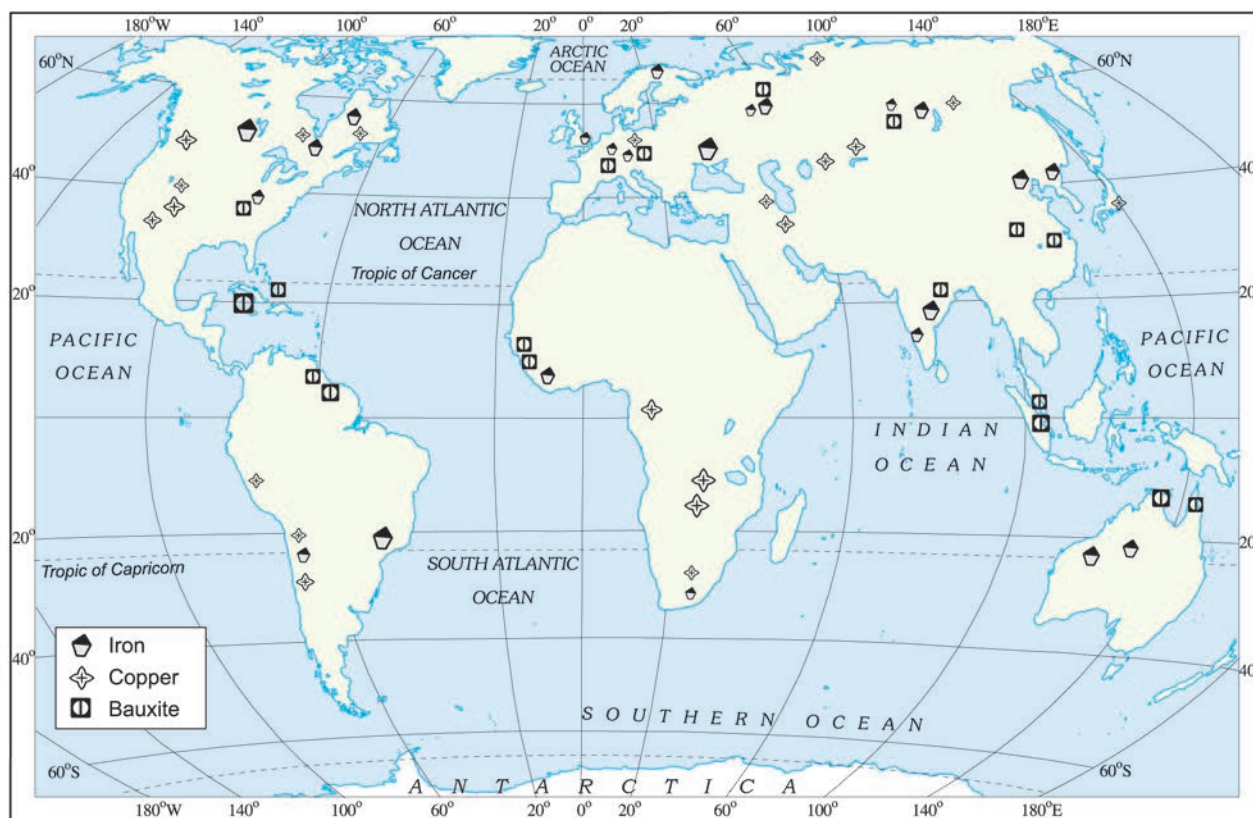 180°W 140° 100° 20° 0° 20° 100° 140° 180°E
60°N
ARCTIC
OCEAN
60°N
40°
40°
NORTH ATLANTIC
OCEAN
Tropic of Cancer
20°
20°
PACIFIC
OCEAN
PACIFIC
OCEAN
INDIAN
OCEAN
20°
20°
Tropic of Capricorn
SOUTH ATLANTIC
OCEAN
Iron
Copper
Bauxite
40°
40°
SOUTHERN OCEAN
60°S
60°S
ANTARCTICA
180°W 140° 100° 20° 0° 20° 60° 100° 140° 180°E